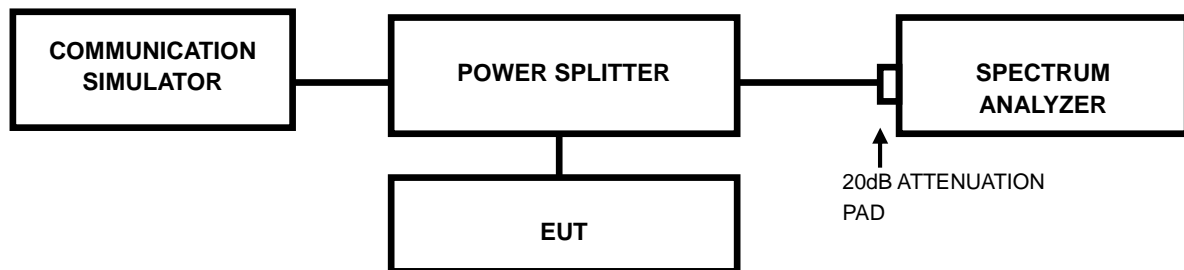 COMMUNICATION
SIMULATOR
POWER SPLITTER
SPECTRUM
ANALYZER
20dB ATTENUATION
PAD
EUT